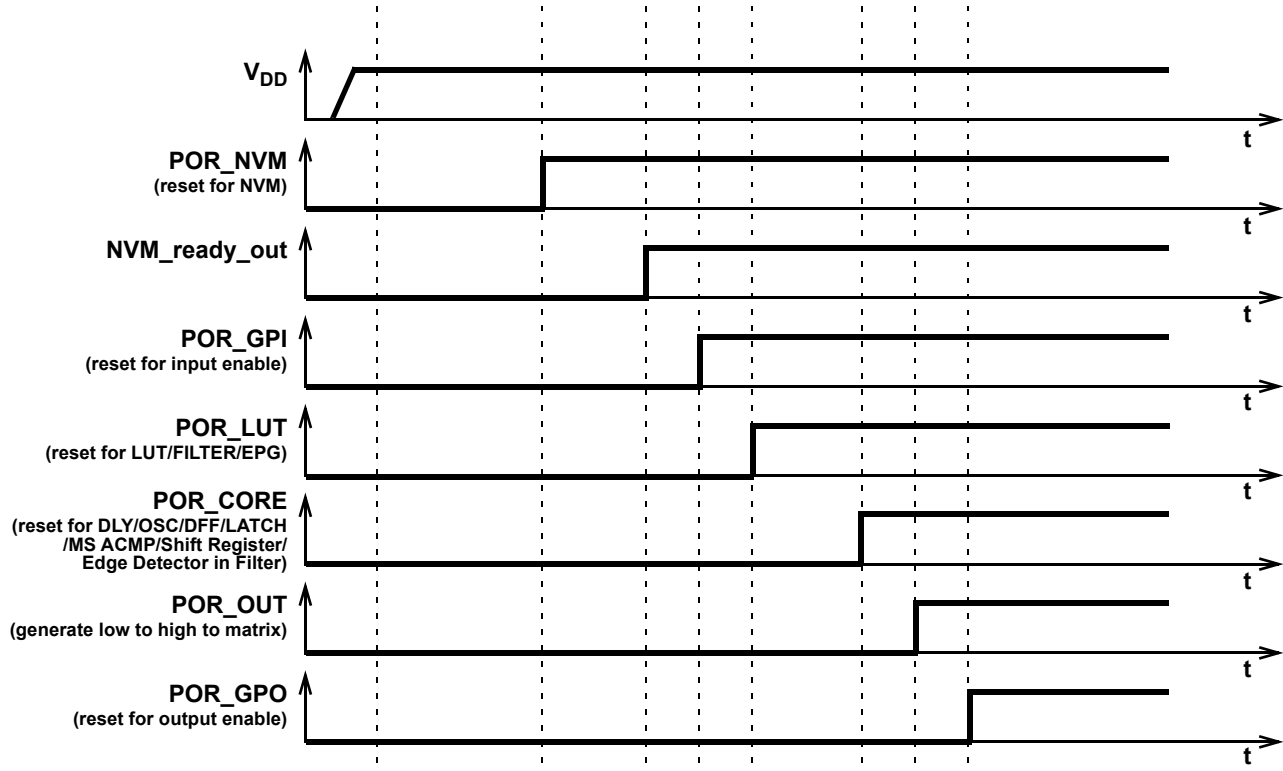 VDD
t
POR_NVM
(reset for NVM)
t
NVM_ready_out
t
POR_GPI
(reset for input enable)
t
POR_LUT
(reset for LUT/FILTER/EPG)
t
POR_CORE
(reset for DLY/OSC/DFF/LATCH
/MS ACMP/Shift Register/
Edge Detector in Filter)
t
POR_OUT
(generate low to high to matrix)
t
POR_GPO
(reset for output enable)
t